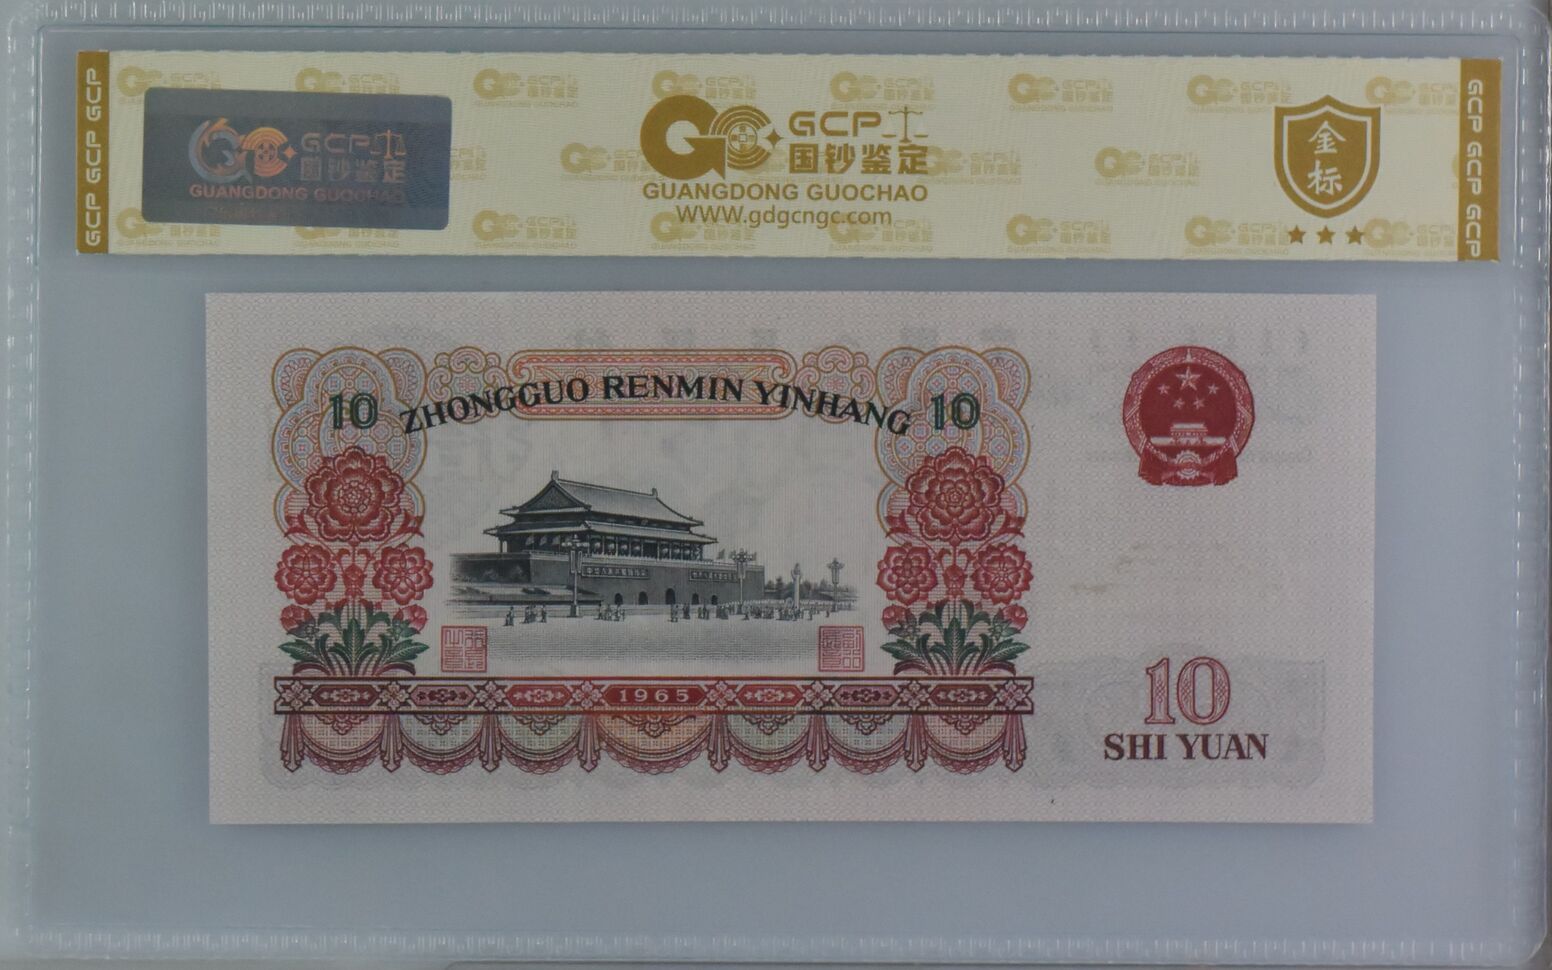 GCP GCP GCP
GCP
国钞鉴定
GUANGDONG GUOCHAO
GCP
国钞鉴定
GUANGDONG GUOCHAO
WWW.gdgcngc.com
金
标
GCP GCP GCP
10 ZHONGGUO RENMIN YINHANG 10
1965
10
SHI YUAN